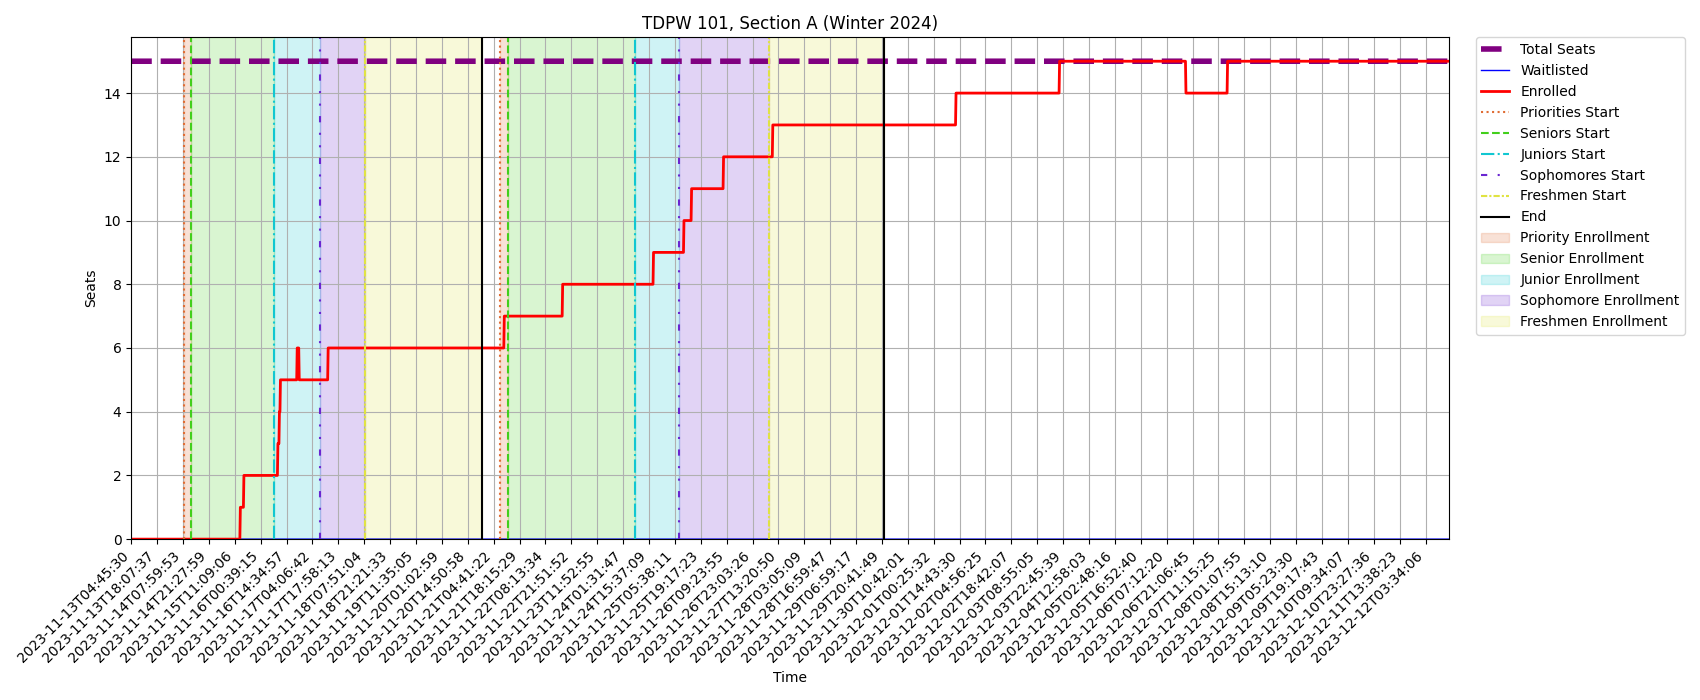 TDPW 101, Section A (Winter 2024)
Seats
14
12
10
8
6
4
2
0
2023-11-13T04:45:30
2023-11-13T18:07:37
2023-11-14T07:59:53
2023-11-14T21:27:59
2023-11-15T11:09:06
2023-11-16T00:39:15
2023-11-16T14:34:57
2023-11-17T04:06:42
2023-11-17T17:58:13
2023-11-18T07:51:04
2023-11-18T21:21:33
2023-11-19T11:35:05
2023-11-20T01:02:59
2023-11-20T14:50:58
2023-11-21T04:41:22
2023-11-21T18:15:29
2023-11-22T08:13:34
2023-11-22T21:51:52
2023-11-23T11:52:55
2023-11-24T01:31:47
2023-11-24T15:37:09
2023-11-25T05:38:11
2023-11-25T19:17:23
2023-11-26T09:23:55
2023-11-26T23:03:26
2023-11-27T13:20:50
2023-11-28T03:05:09
2023-11-28T16:59:47
2023-11-29T06:59:17
2023-11-29T20:41:49
2023-11-30T10:42:01
2023-12-01T00:25:32
2023-12-01T14:43:30
2023-12-02T04:56:25
2023-12-02T18:42:07
2023-12-03T08:55:05
2023-12-03T22:45:39
2023-12-04T12:58:03
2023-12-05T02:48:16
2023-12-05T16:52:40
2023-12-06T07:12:20
2023-12-06T21:06:45
2023-12-07T11:15:25
2023-12-08T01:07:55
2023-12-08T15:13:10
2023-12-09T05:23:30
2023-12-09T19:17:43
2023-12-10T09:34:07
2023-12-10T23:27:36
2023-12-11T13:38:23
2023-12-12T03:34:06
Time
Total Seats
Waitlisted
Enrolled
Priorities Start
Seniors Start
Juniors Start
Sophomores Start
Freshmen Start
End
Priority Enrollment
Senior Enrollment
Junior Enrollment
Sophomore Enrollment
Freshmen Enrollment